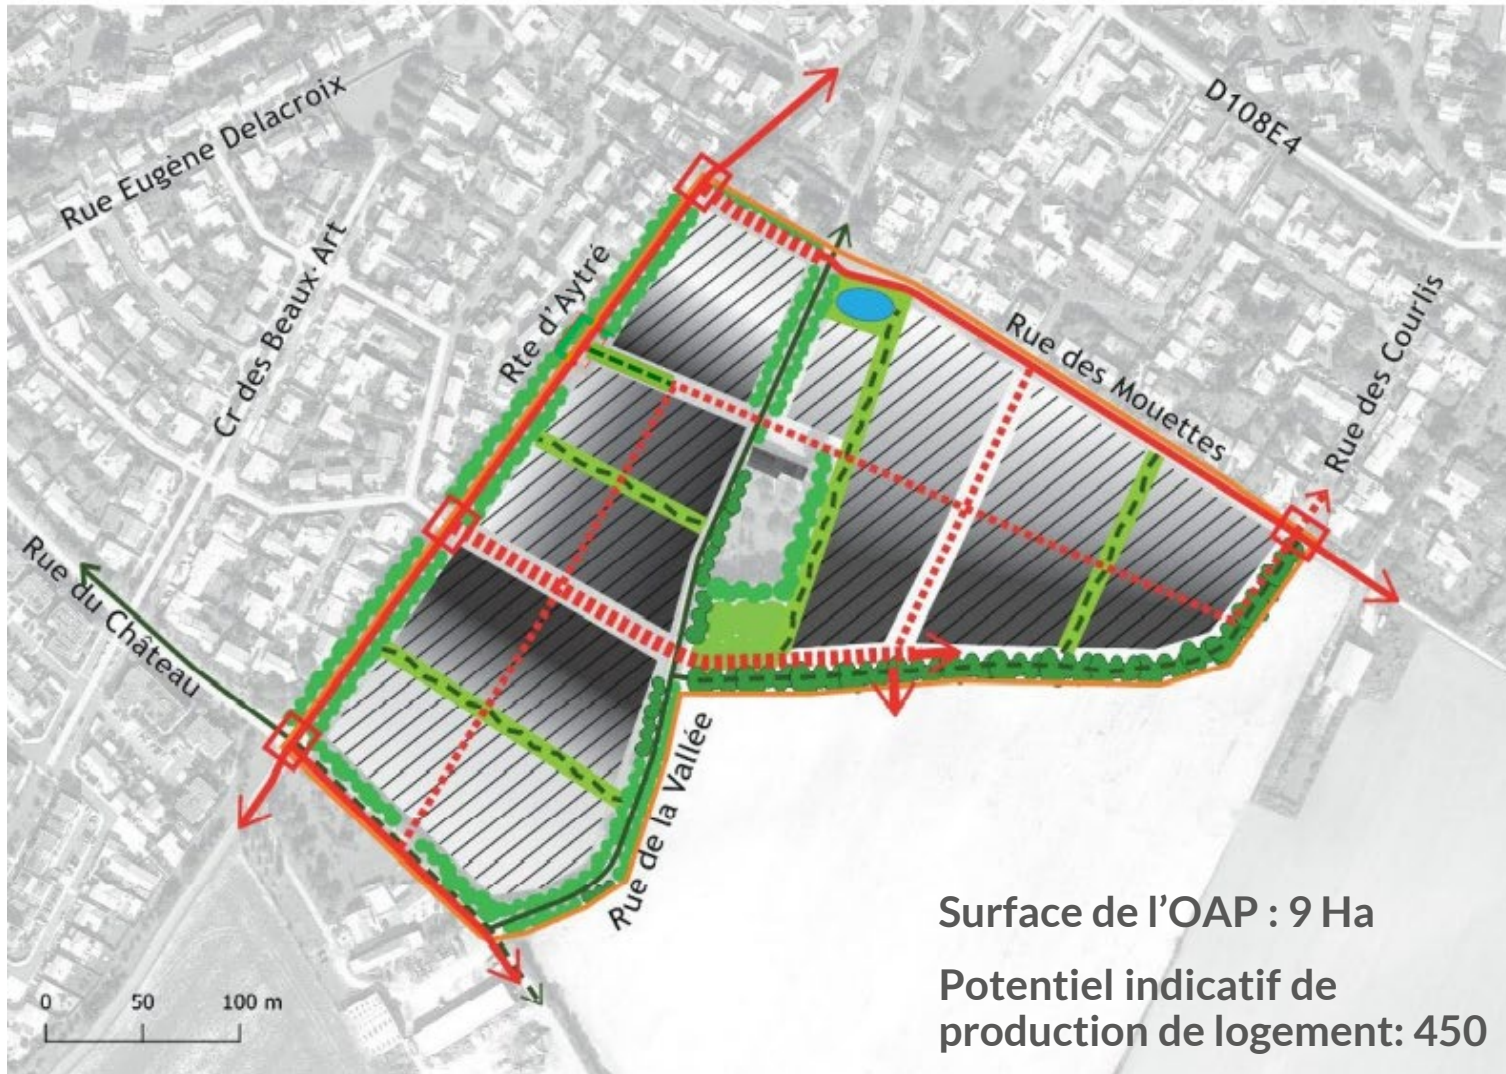 Rue Eugène Delacroix
D108E4
Cr des Beaux-Art
Rte d'Aytré
Rue des Mouettes
Rue des Courlis
Rue du Château
Rue de la Vallée
Surface de l’OAP : 9 Ha
Potentiel indicatif de
production de logement: 450
0 50 100 m